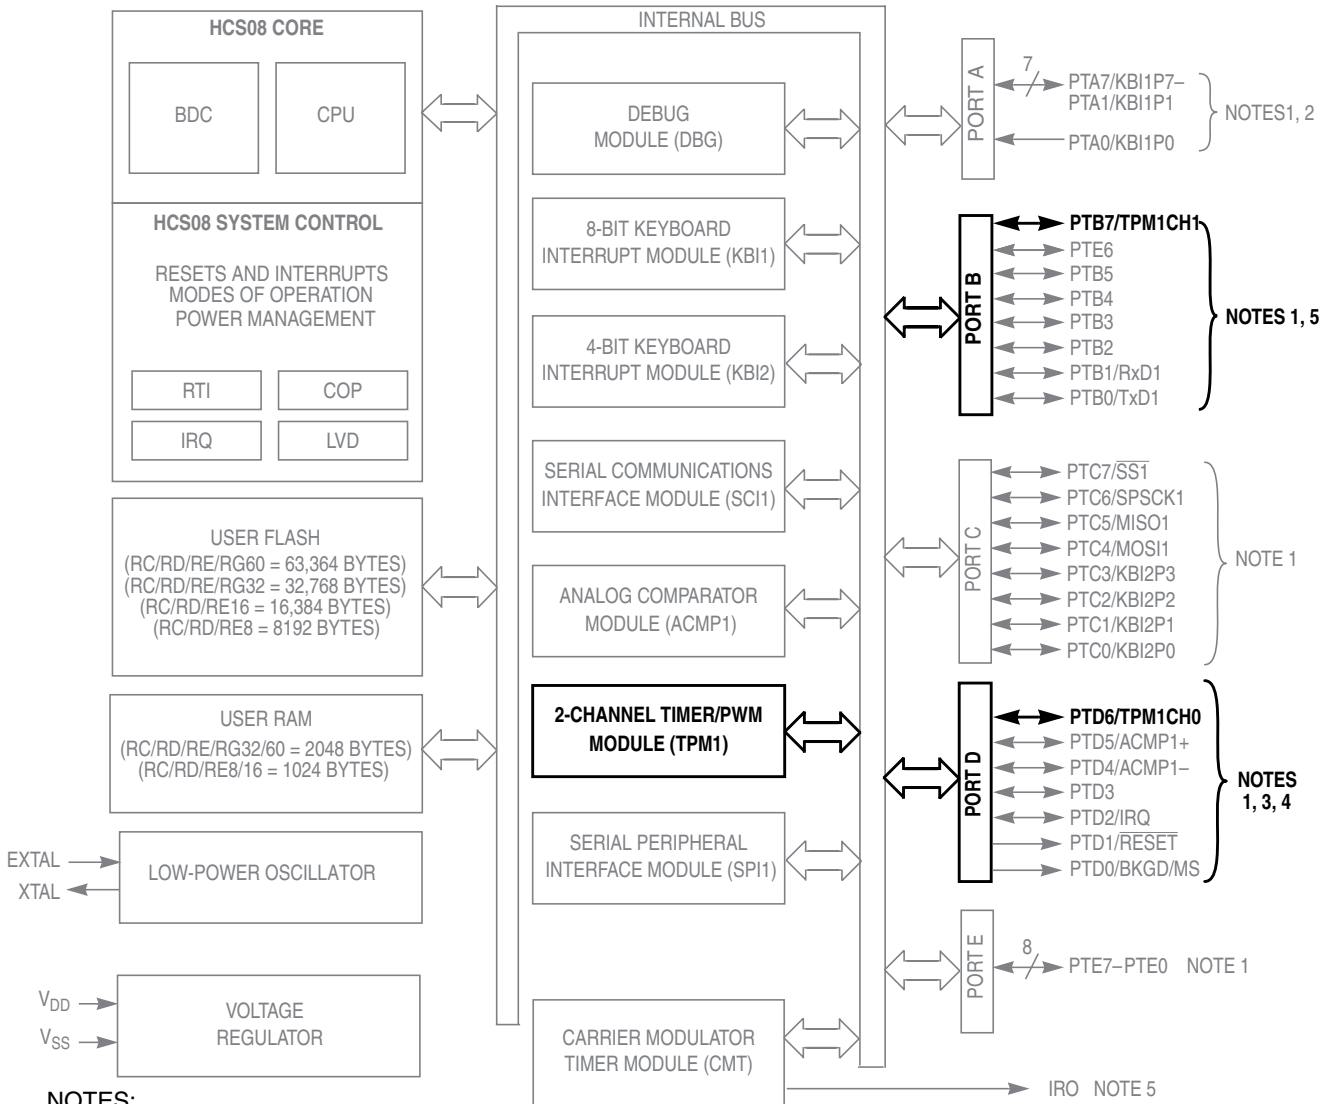 HCS08 CORE
BDC
CPU
HCS08 SYSTEM CONTROL
RESETS AND INTERRUPTS
MODES OF OPERATION
POWER MANAGEMENT
RTI
COP
IRQ
LVD
USER FLASH
(RC/RD/RE/RG60 = 63,364 BYTES)
(RC/RD/RE/RG32 = 32,768 BYTES)
(RC/RD/RE16 = 16,384 BYTES)
(RC/RD/RE8 = 8192 BYTES)
USER RAM
(RC/RD/RE/RG32/60 = 2048 BYTES)
(RC/RD/RE8/16 = 1024 BYTES)
EXTAL
XTAL
LOW-POWER OSCILLATOR
VDD
VSS
VOLTAGE
REGULATOR
INTERNAL BUS
DEBUG
MODULE (DBG)
8-BIT KEYBOARD
INTERRUPT MODULE (KBI1)
4-BIT KEYBOARD
INTERRUPT MODULE (KBI2)
SERIAL COMMUNICATIONS
INTERFACE MODULE (SCI1)
ANALOG COMPARATOR
MODULE (ACMP1)
2-CHANNEL TIMER/PWM
MODULE (TPM1)
SERIAL PERIPHERAL
INTERFACE MODULE (SPI1)
CARRIER MODULATOR
TIMER MODULE (CMT)
PORT A
7
PTA7/KBI1P7–
PTA1/KBI1P1
PTA0/KBI1P0
NOTES1, 2
PORT B
PTB7/TPM1CH1
PTE6
PTB5
PTB4
PTB3
PTB2
PTB1/RxD1
PTB0/TxD1
NOTES 1, 5
PORT C
PTC7/SS1
PTC6/SPSCK1
PTC5/MISO1
PTC4/MOSI1
PTC3/KBI2P3
PTC2/KBI2P2
PTC1/KBI2P1
PTC0/KBI2P0
NOTE 1
PORT D
PTD6/TPM1CH0
PTD5/ACMP1+
PTD4/ACMP1–
PTD3
PTD2/IRQ
PTD1/RESET
PTD0/BKGD/MS
NOTES
1, 3, 4
PORT E
8
PTE7–PTE0 NOTE 1
IRO NOTE 5
NOTES: